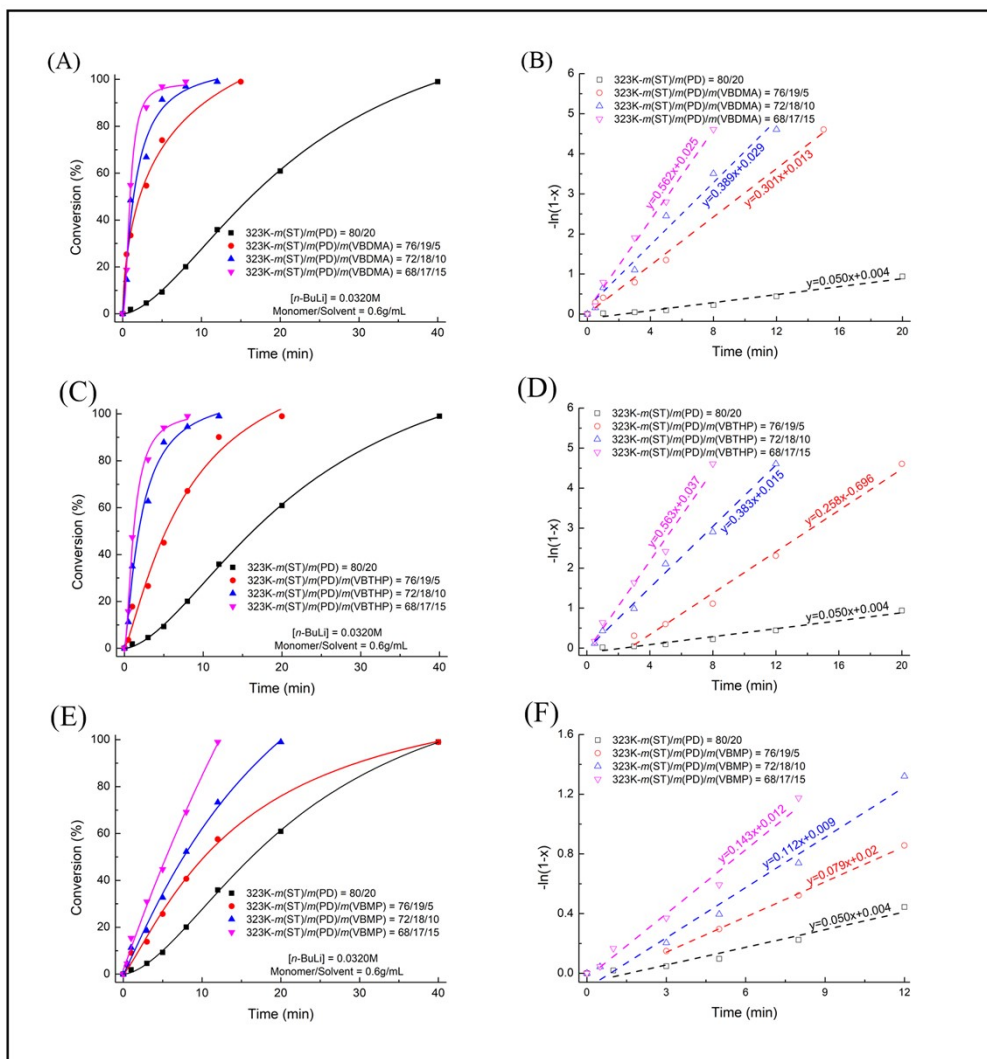 (A)
100
80
60
40
20
0
Conversion (%)
323K-m(ST)/m(PD) = 80/20
323K-m(ST)/m(PD)/m(VBDMA) = 76/19/5
323K-m(ST)/m(PD)/m(VBDMA) = 72/18/10
323K-m(ST)/m(PD)/m(VBDMA) = 68/17/15
[n-BuLi] = 0.0320M
Monomer/Solvent = 0.6g/mL
0 10 20 30 40
Time (min)
(B)
6
5
4
3
2
1
0
-ln(1-x)
323K-m(ST)/m(PD) = 80/20
323K-m(ST)/m(PD)/m(VBDMA) = 76/19/5
323K-m(ST)/m(PD)/m(VBDMA) = 72/18/10
323K-m(ST)/m(PD)/m(VBDMA) = 68/17/15
y=0.562x+0.025
y=0.389x+0.029
y=0.301x+0.013
y=0.050x+0.004
0 4 8 12 16 20
Time (min)
(C)
100
80
60
40
20
0
Conversion (%)
323K-m(ST)/m(PD) = 80/20
323K-m(ST)/m(PD)/m(VBTHP) = 76/19/5
323K-m(ST)/m(PD)/m(VBTHP) = 72/18/10
323K-m(ST)/m(PD)/m(VBTHP) = 68/17/15
[n-BuLi] = 0.0320M
Monomer/Solvent = 0.6g/mL
0 10 20 30 40
Time (min)
(D)
6
5
4
3
2
1
0
-ln(1-x)
323K-m(ST)/m(PD) = 80/20
323K-m(ST)/m(PD)/m(VBTHP) = 76/19/5
323K-m(ST)/m(PD)/m(VBTHP) = 72/18/10
323K-m(ST)/m(PD)/m(VBTHP) = 68/17/15
y=0.563x+0.037
y=0.383x+0.015
y=0.258x-0.696
y=0.050x+0.004
0 4 8 12 16 20
Time (min)
(E)
100
80
60
40
20
0
Conversion (%)
323K-m(ST)/m(PD) = 80/20
323K-m(ST)/m(PD)/m(VBMP) = 76/19/5
323K-m(ST)/m(PD)/m(VBMP) = 72/18/10
323K-m(ST)/m(PD)/m(VBMP) = 68/17/15
[n-BuLi] = 0.0320M
Monomer/Solvent = 0.6g/mL
0 10 20 30 40
Time (min)
(F)
1.6
1.2
0.8
0.4
0.0
-ln(1-x)
323K-m(ST)/m(PD) = 80/20
323K-m(ST)/m(PD)/m(VBMP) = 76/19/5
323K-m(ST)/m(PD)/m(VBMP) = 72/18/10
323K-m(ST)/m(PD)/m(VBMP) = 68/17/15
y=0.143x+0.012
y=0.112x+0.009
y=0.079x+0.02
y=0.050x+0.004
0 3 6 9 12
Time (min)